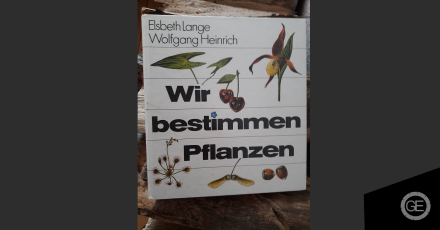 Elsbeth Lange
Wolfgang Heinrich
Wir
bestimmen
Pflanzen
GE